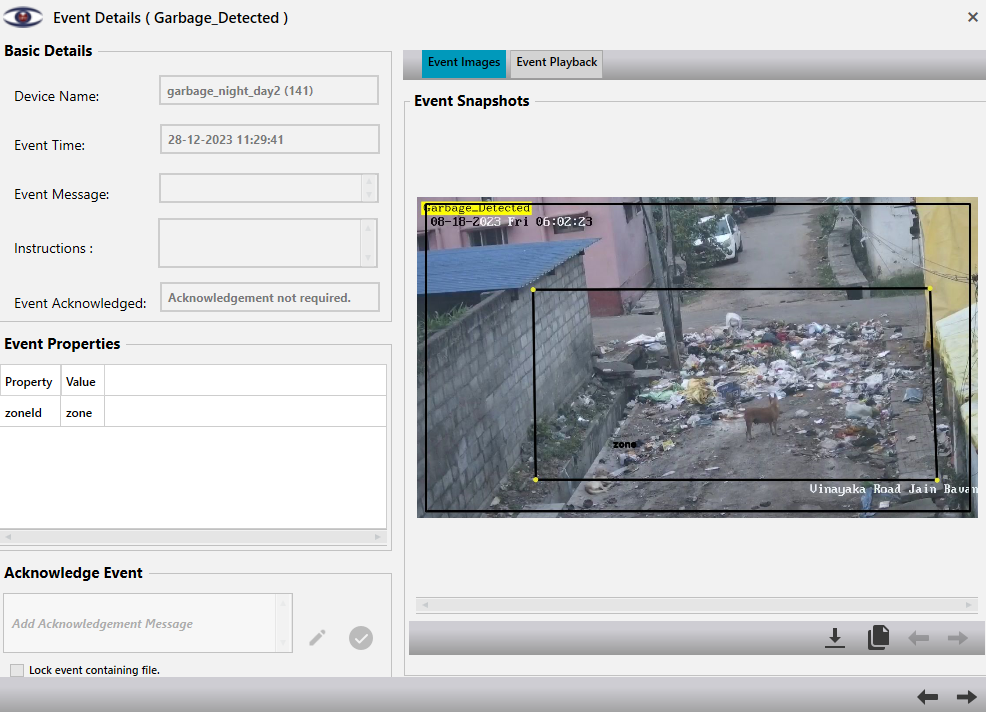 Event Details ( Garbage_Detected )
Basic Details
Device Name:
garbage_night_day2 (141)
Event Time:
28-12-2023 11:29:41
Event Message:
Instructions :
Event Acknowledged:
Acknowledgement not required.
Event Properties
Property Value
zoneId zone
Acknowledge Event
Add Acknowledgement Message
Lock event containing file.
Event Images Event Playback
Event Snapshots
Garbage_Detected
08-18-2023 Fri 06:02:23
zone
Vinayaka Road Jain Bavan